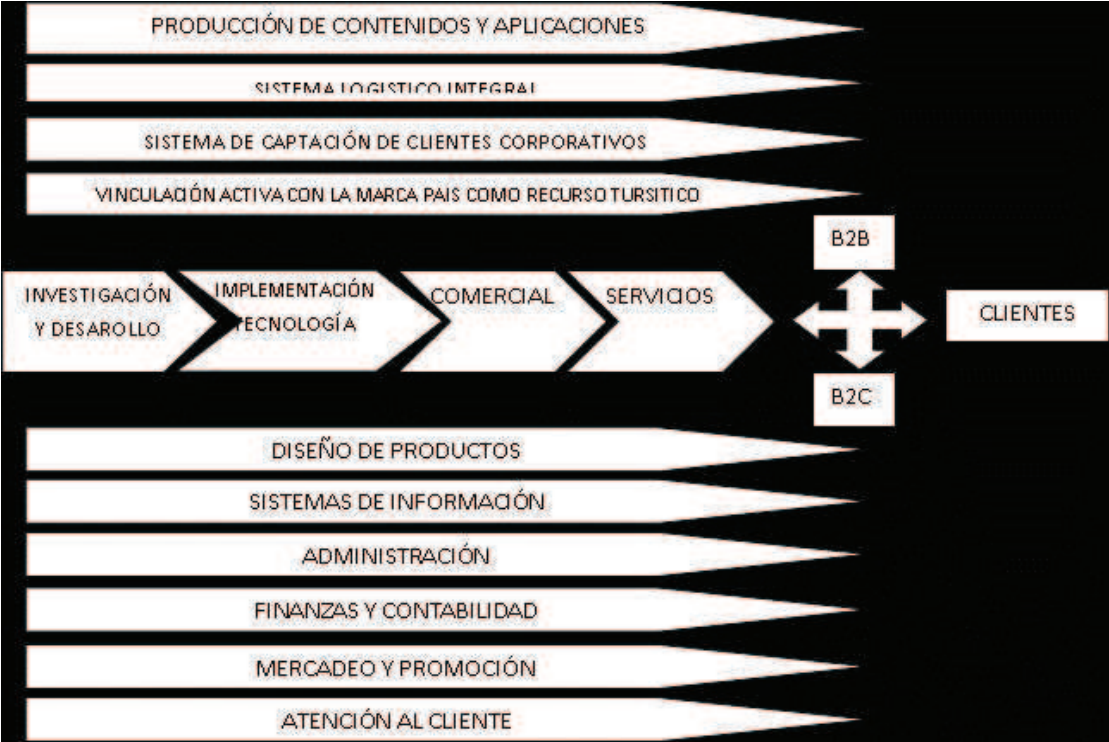 PRODUCCIÓN DE CONTENIDOS Y APLICACIONES
SISTEMA LOGISTICO INTEGRAL
SISTEMA DE CAPTACIÓN DE CLIENTES CORPORATIVOS
VINCULACIÓN ACTIVA CON LA MARCA PAIS COMO RECURSO TURSITICO
B2B
INVESTIGACIÓN
Y DESAROLLO
IMPLEMENTACIÓN
TECNOLOGÍA
COMERCIAL
SERVICIOS
CLIENTES
B2C
DISEÑO DE PRODUCTOS
SISTEMAS DE INFORMACIÓN
ADMINISTRACIÓN
FINANZAS Y CONTABILIDAD
MERCADEO Y PROMOCIÓN
ATENCIÓN AL CLIENTE